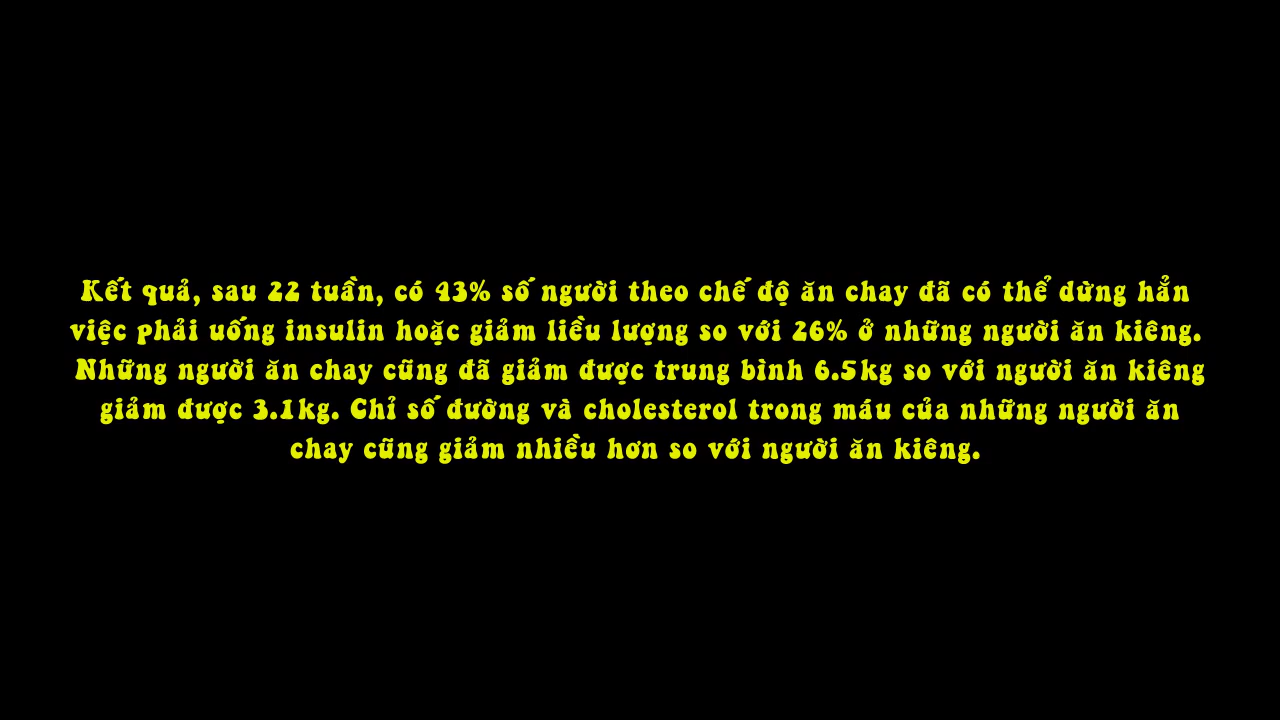 Kết quả, sau 22 tuần, có 43% số người theo chế độ ăn chay đã có thể dừng hẳn
việc phải uống insulin hoặc giảm liều lượng so với 26% ở những người ăn kiêng.
Những người ăn chay cũng đã giảm được trung bình 6.5kg so với người ăn kiêng
giảm được 3.1kg. Chỉ số đường và cholesterol trong máu của những người ăn
chay cũng giảm nhiều hơn so với người ăn kiêng.